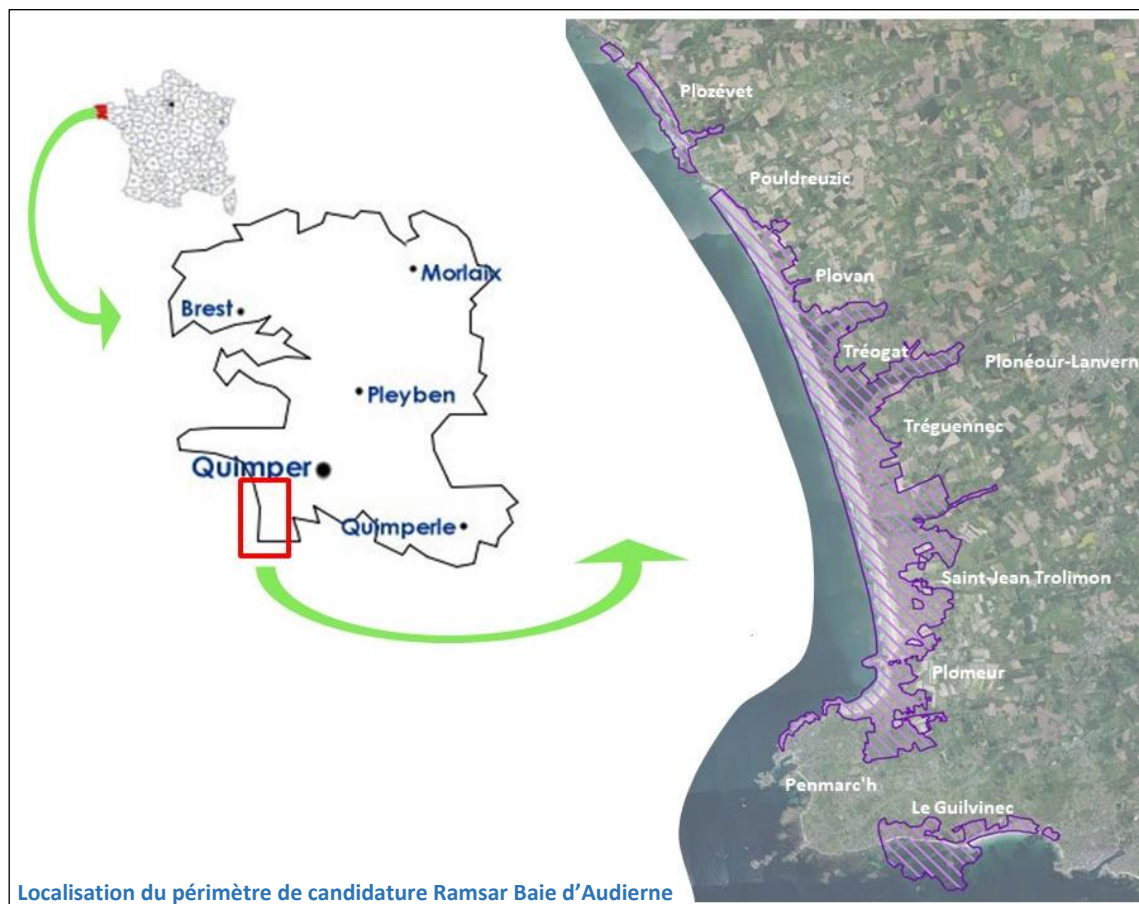 Morlaix
Brest
Pleyben
Quimper
Quimperle
Plozévet
Pouldreuzic
Plovan
Tréogat
Plonéour-Lanvern
Tréguennec
Saint-Jean Trolimon
Plomeur
Penmarc'h
Le Guilvinec
Localisation du périmètre de candidature Ramsar Baie d’Audierne